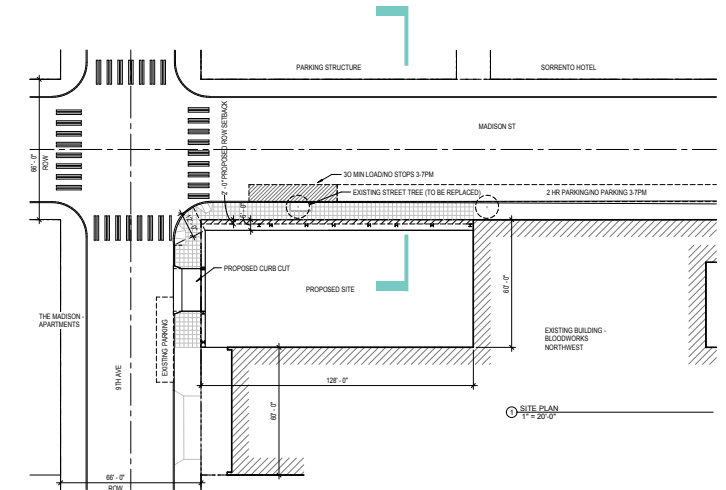 PARKING STRUCTURE
SORRENTO HOTEL
MADISON ST
66' - 0"
ROW
2' - 0" PROPOSED ROW SETBACK
30 MIN LOAD/NO STOPS 3-7PM
EXISTING STREET TREE (TO BE REPLACED)
2 HR PARKING/NO PARKING 3-7PM
PROPOSED CURB CUT
PROPOSED SITE
60' - 0"
THE MADISON -
APARTMENTS
EXISTING PARKING
9TH AVE
EXISTING BUILDING -
BLOODWORKS
NORTHWEST
128' - 0"
60' - 0"
1 SITE PLAN
1" = 20'-0"
66' - 0"
ROW